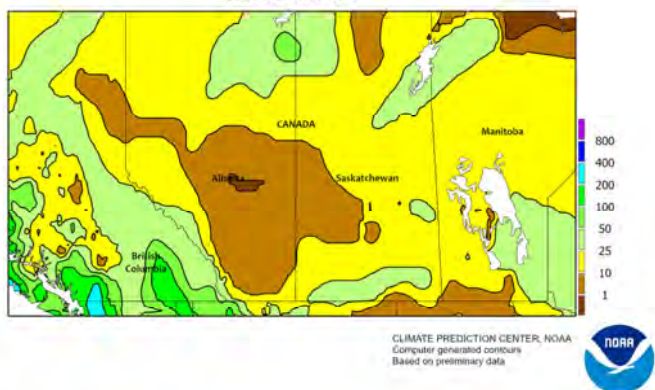 CANADA
Manitoba
Alberta
Saskatchewan
British
Columbia
800
400
200
100
50
25
10
1
CLIMATE PREDICTION CENTER, NOAA
Computer generated contours
Based on preliminary data
NOAA